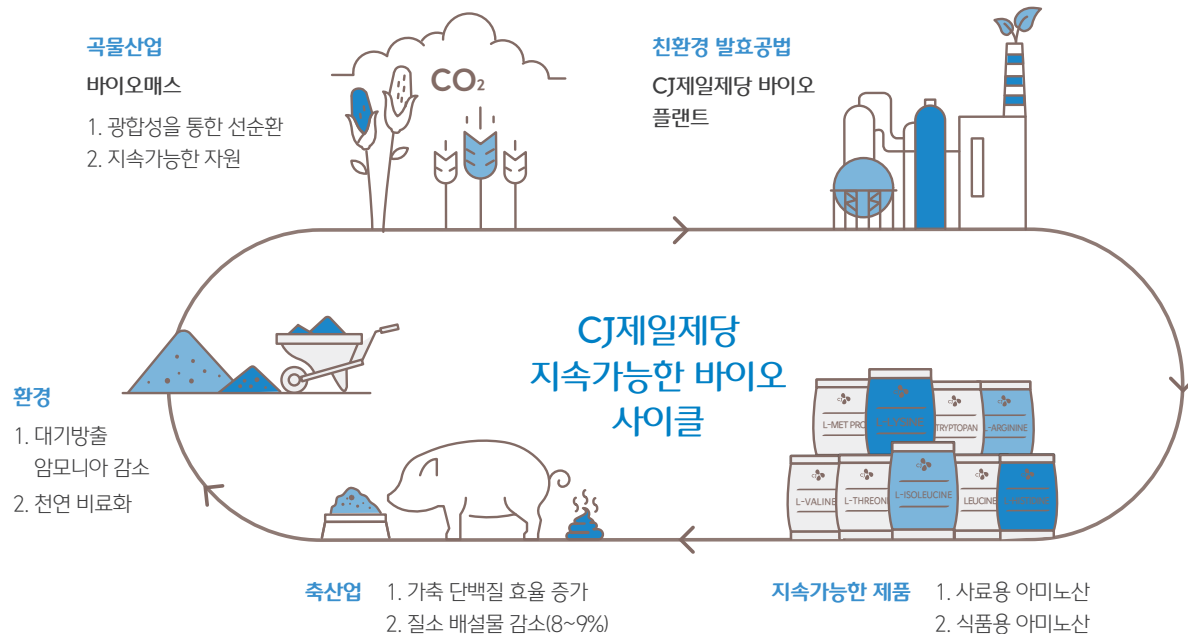 곡물산업
바이오매스
1. 광합성을 통한 선순환
2. 지속가능한 자원
CO₂
친환경 발효공법
CJ제일제당 바이오
플랜트
CJ제일제당
지속가능한 바이오
사이클
환경
1. 대기방출
암모니아 감소
2. 천연 비료화
L-MET PRO
TRYPTOPAN
L-ARGININE
L-VALINE
L-THREON
L-ISOLEUCINE
LEUCINE
축산업
1. 가축 단백질 효율 증가
2. 질소 배설물 감소(8~9%)
지속가능한 제품
1. 사료용 아미노산
2. 식품용 아미노산